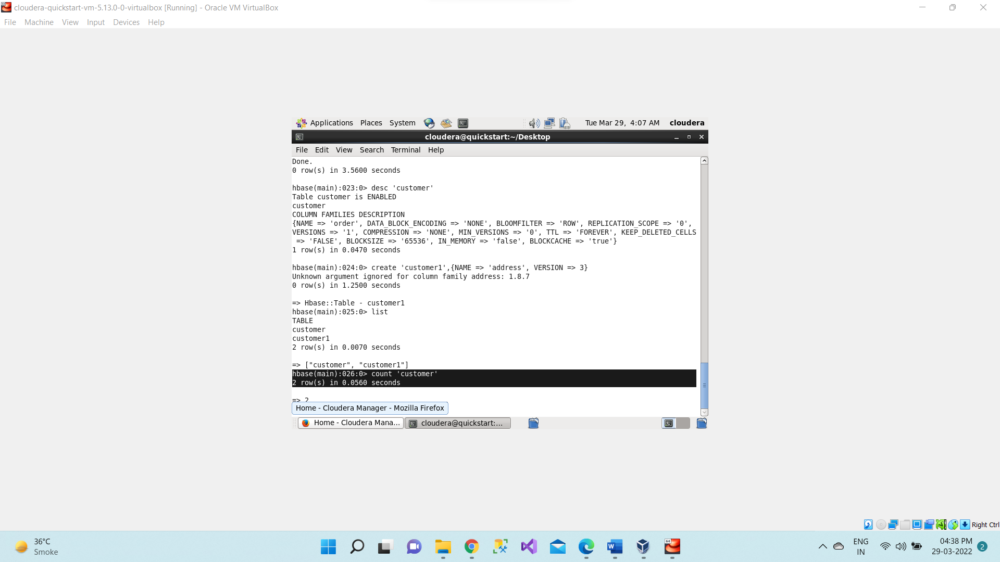 cloudera-quickstart-vm-5.13.0-0-virtualbox [Running] - Oracle VM VirtualBox
File Machine View Input Devices Help
Applications Places System Tue Mar 29, 4:07 AM cloudera
cloudera@quickstart:~/Desktop
File Edit View Search Terminal Help
Done.
0 row(s) in 3.5600 seconds
hbase(main):023:0> desc 'customer'
Table customer is ENABLED
customer
COLUMN FAMILIES DESCRIPTION
{NAME => 'order', DATA_BLOCK_ENCODING => 'NONE', BLOOMFILTER => 'ROW', REPLICATION_SCOPE => '0',
VERSIONS => '1', COMPRESSION => 'NONE', MIN_VERSIONS => '0', TTL => 'FOREVER', KEEP_DELETED_CELLS
=> 'FALSE', BLOCKSIZE => '65536', IN_MEMORY => 'false', BLOCKCACHE => 'true'}
1 row(s) in 0.0470 seconds
hbase(main):024:0> create 'customer1',{NAME => 'address', VERSION => 3}
Unknown argument ignored for column family address: 1.8.7
0 row(s) in 1.2500 seconds
=> Hbase::Table - customer1
hbase(main):025:0> list
TABLE
customer
customer1
2 row(s) in 0.0070 seconds
=> ["customer", "customer1"]
hbase(main):026:0> count 'customer'
2 row(s) in 0.0560 seconds
=> 2
Home - Cloudera Manager - Mozilla Firefox
Home - Cloudera Mana... cloudera@quickstart:...
Right Ctrl
36°C
Smoke
64
ENG
IN
04:38 PM
29-03-2022
2